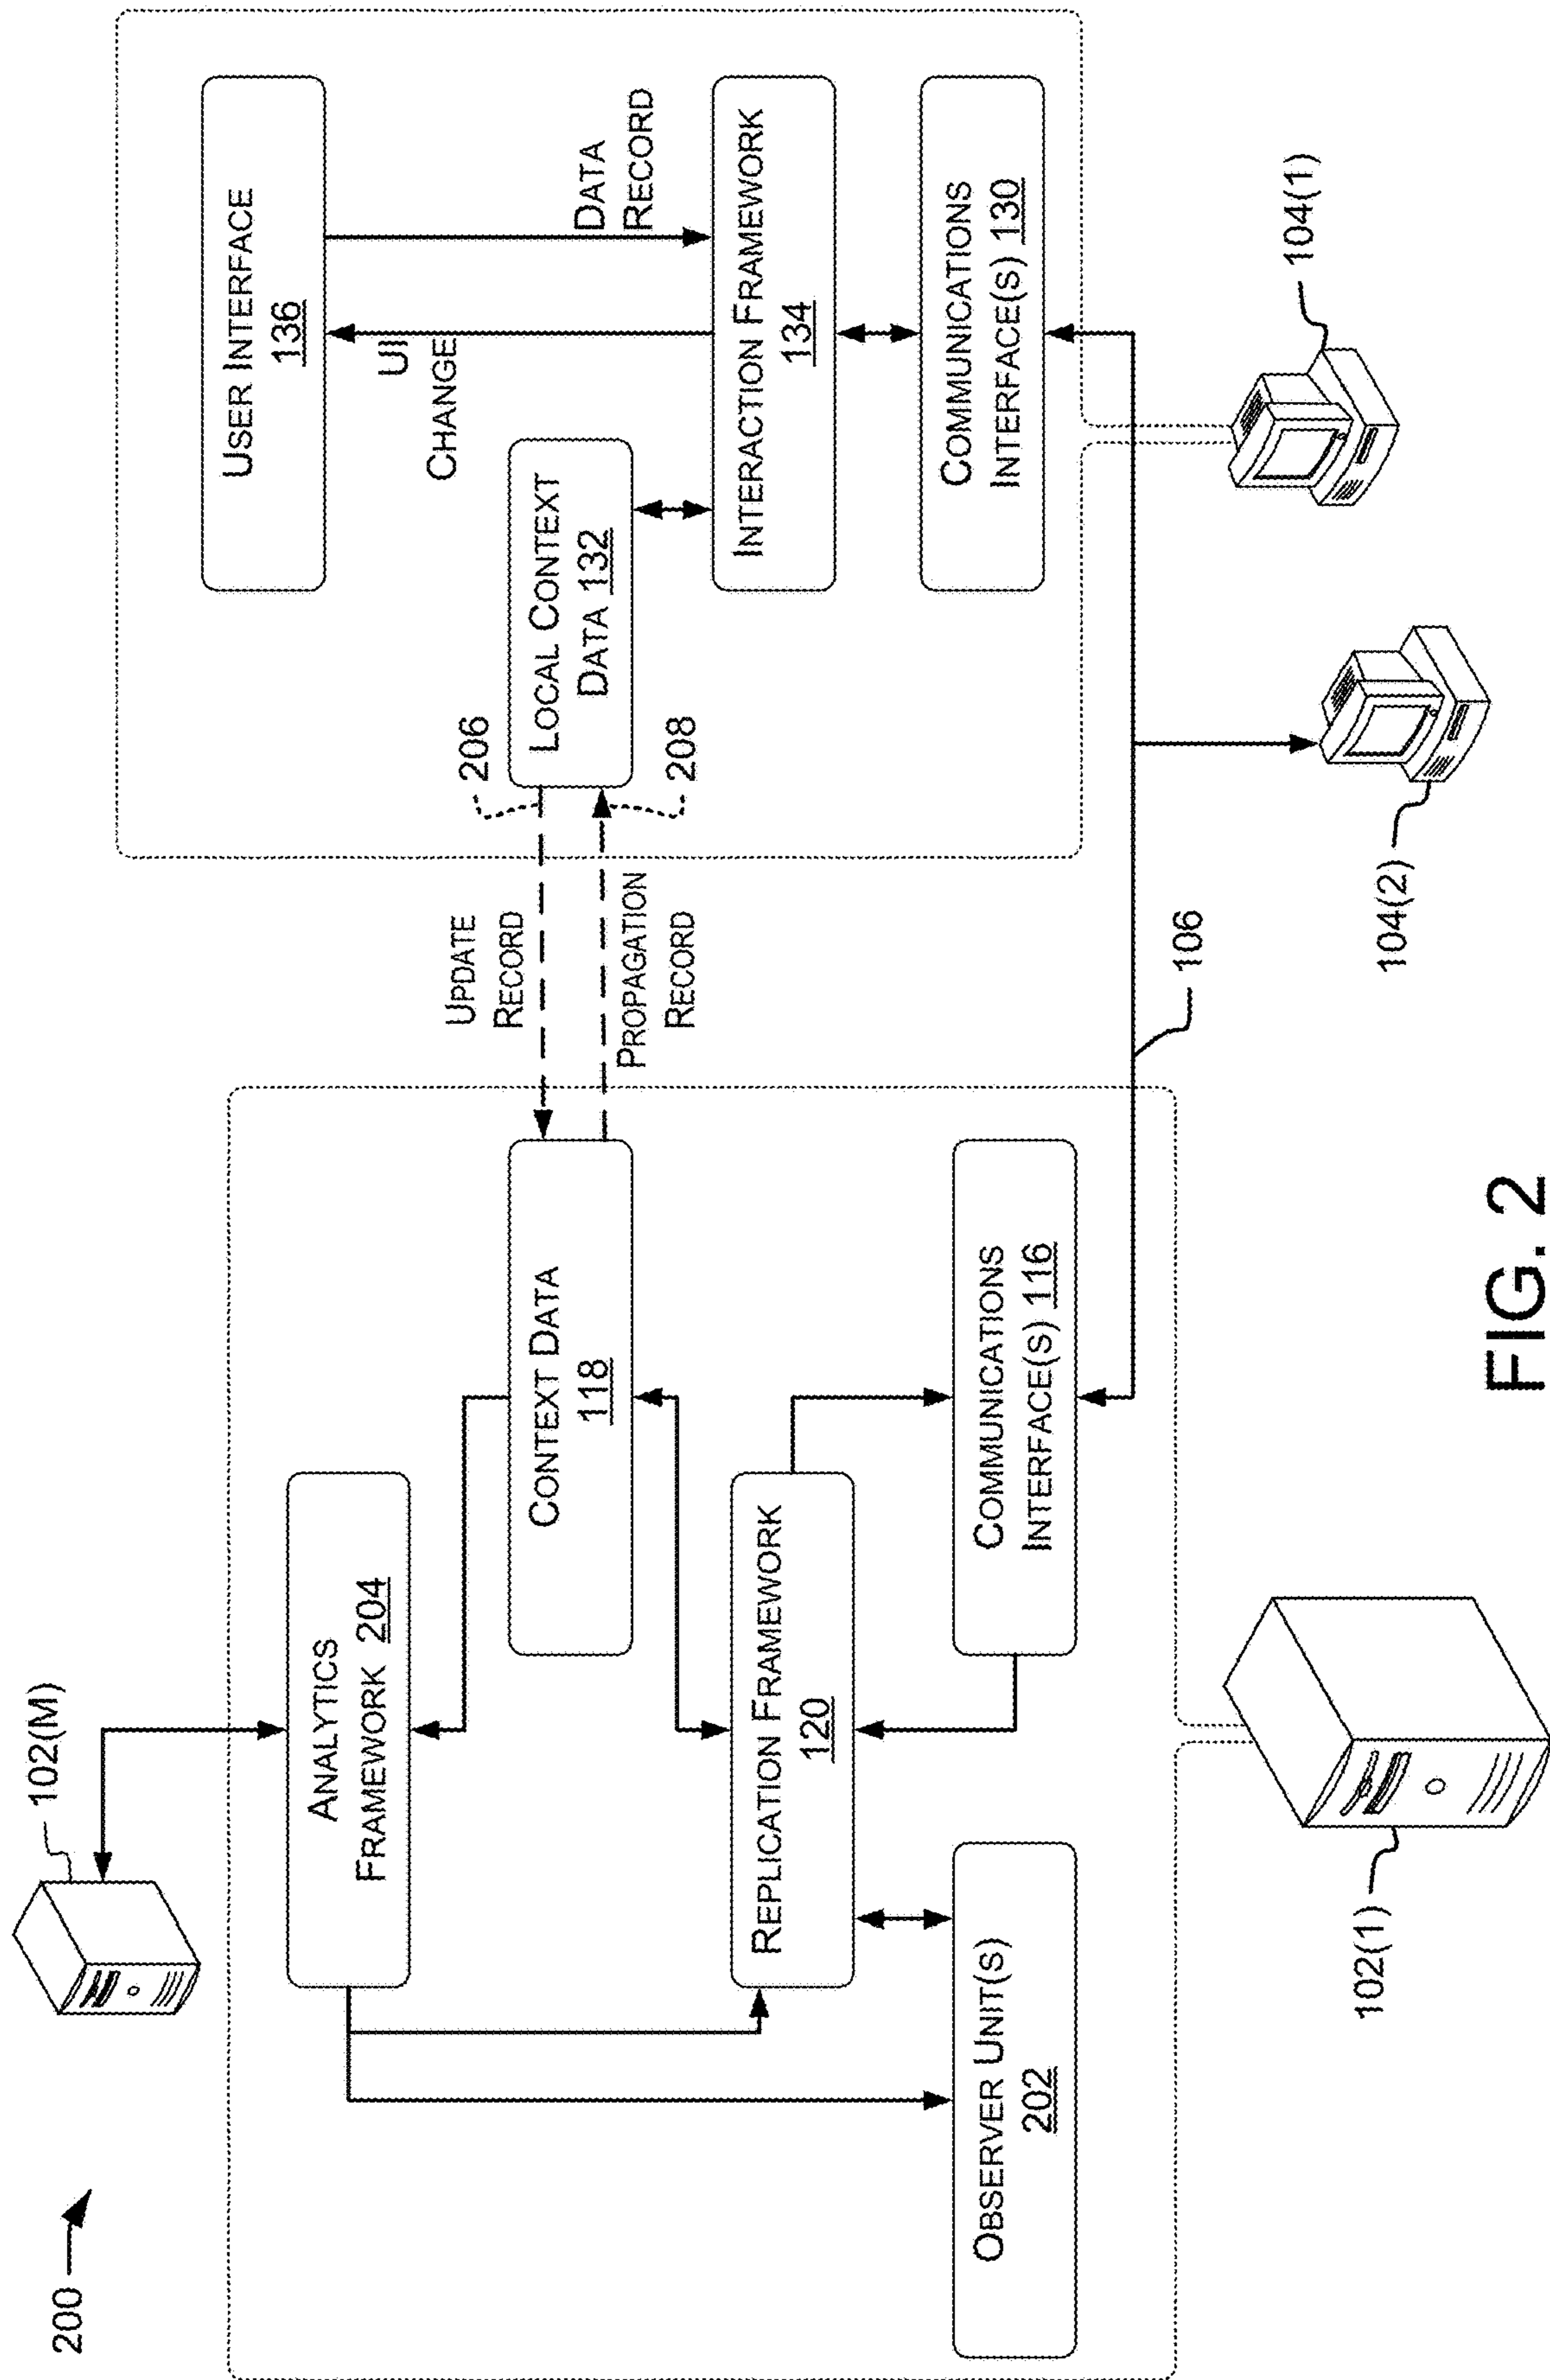 200
102(M)
ANALYTICS
FRAMEWORK 204
CONTEXT DATA
118
REPLICATION FRAMEWORK
120
OBSERVER UNIT(S)
202
COMMUNICATIONS
INTERFACE(S) 116
102(1)
UPDATE
RECORD
206
PROPAGATION
RECORD
208
USER INTERFACE
136
UI
CHANGE
DATA
RECORD
LOCAL CONTEXT
DATA 132
INTERACTION FRAMEWORK
134
COMMUNICATIONS
INTERFACE(S) 130
106
104(2)
104(1)
FIG. 2